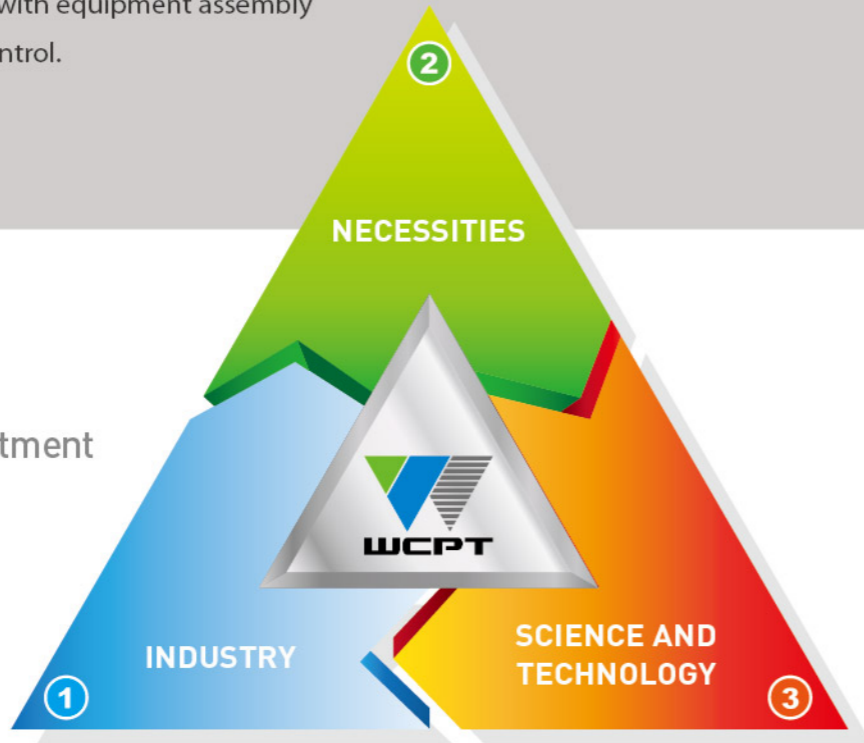 with equipment assembly
ntrol.
2
NECESSITIES
tment
WCPT
INDUSTRY
SCIENCE AND
TECHNOLOGY
1
3